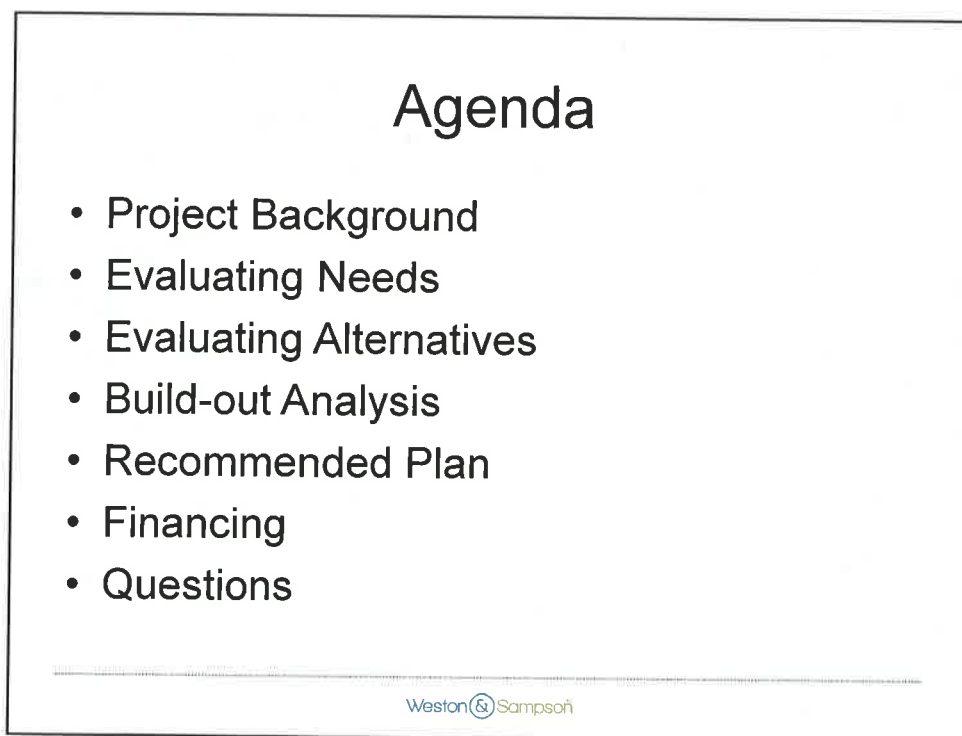 Agenda
• Project Background
• Evaluating Needs
• Evaluating Alternatives
• Build-out Analysis
• Recommended Plan
• Financing
• Questions
Weston & Sampson